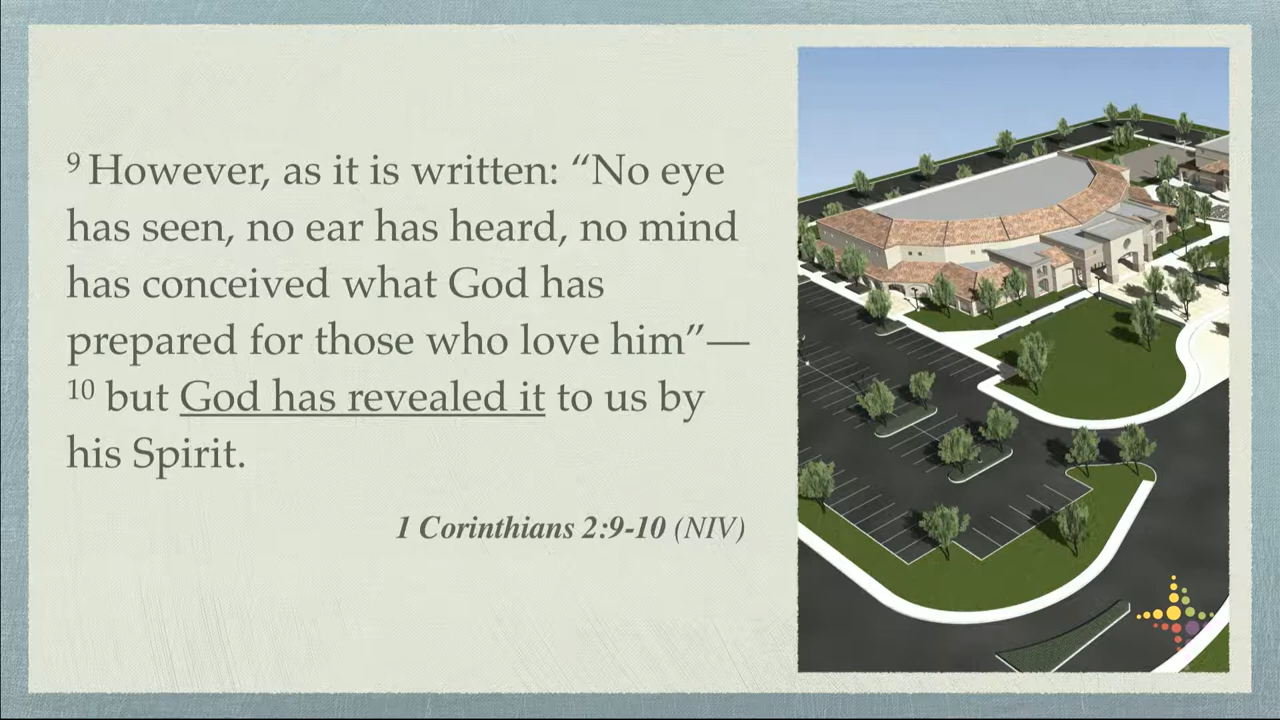 9 However, as it is written: “No eye
has seen, no ear has heard, no mind
has conceived what God has
prepared for those who love him”—
10 but God has revealed it to us by
his Spirit.
1 Corinthians 2:9-10 (NIV)